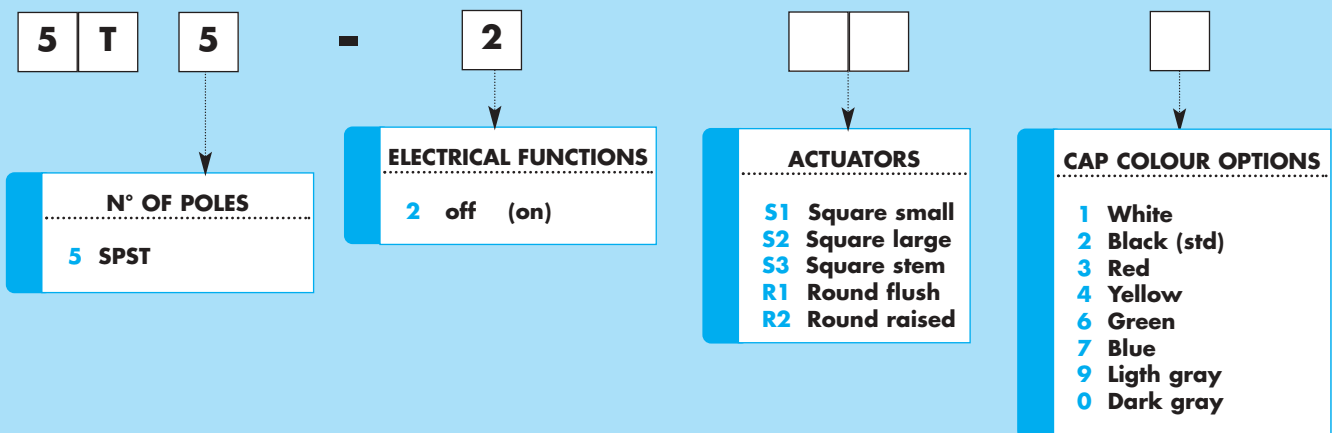 5 T 5 - 2
N° OF POLES
5 SPST
ELECTRICAL FUNCTIONS
2 off (on)
ACTUATORS
S1 Square small
S2 Square large
S3 Square stem
R1 Round flush
R2 Round raised
CAP COLOUR OPTIONS
1 White
2 Black (std)
3 Red
4 Yellow
6 Green
7 Blue
9 Ligth gray
0 Dark gray